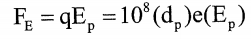 F_E = qE_p = 10^8(d_p)e(E_p)